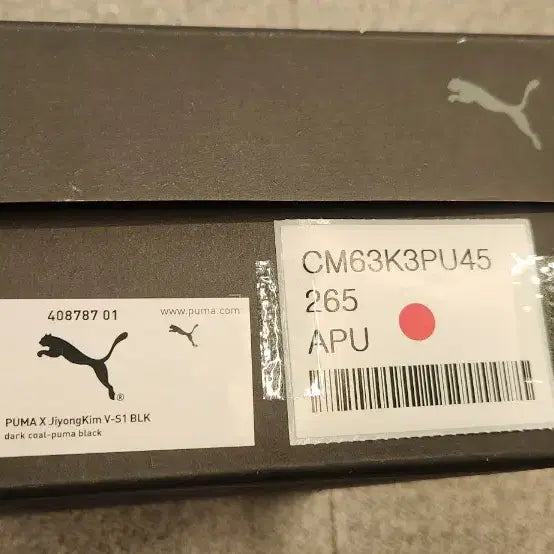 408787 01
www.puma.com
PUMA X JiyongKim V-S1 BLK
dark coal-puma black
CM63K3PU45
265
APU